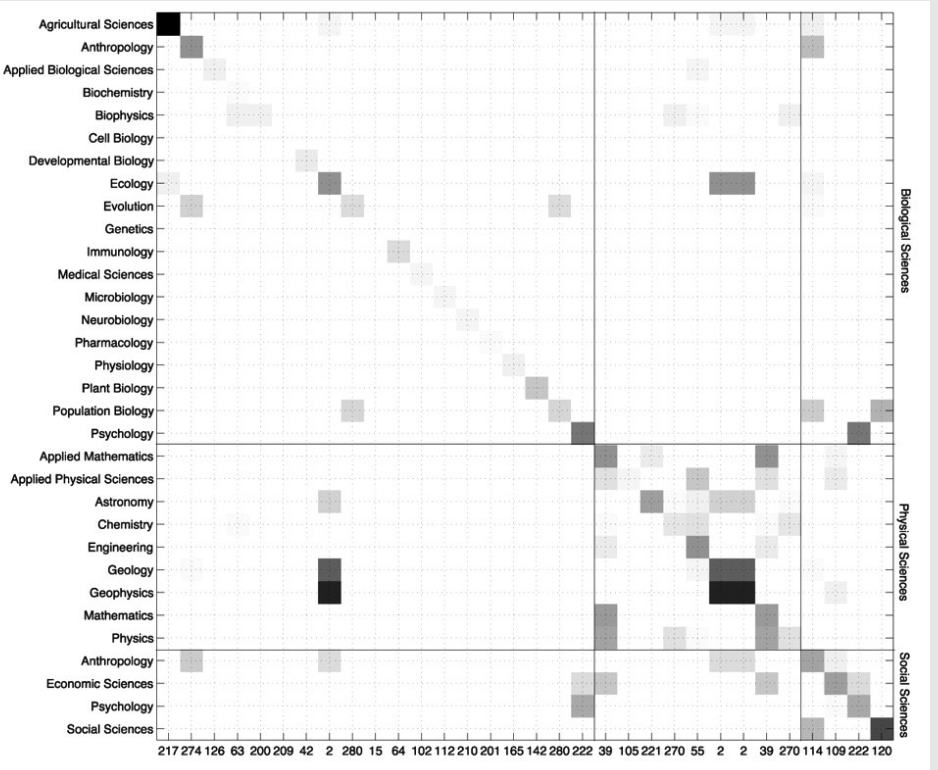 Agricultural Sciences
Anthropology
Applied Biological Sciences
Biochemistry
Biophysics
Cell Biology
Developmental Biology
Ecology
Evolution
Genetics
Immunology
Medical Sciences
Microbiology
Neurobiology
Pharmacology
Physiology
Plant Biology
Population Biology
Psychology
Applied Mathematics
Applied Physical Sciences
Astronomy
Chemistry
Engineering
Geology
Geophysics
Mathematics
Physics
Anthropology
Economic Sciences
Psychology
Social Sciences
217 274 126 63 200 209 42 2 280 15 64 102 112 210 201 165 142 280 222 39 105 221 270 55 2 2 39 270 114 109 222 120
Biological Sciences
Physical Sciences
Social Sciences